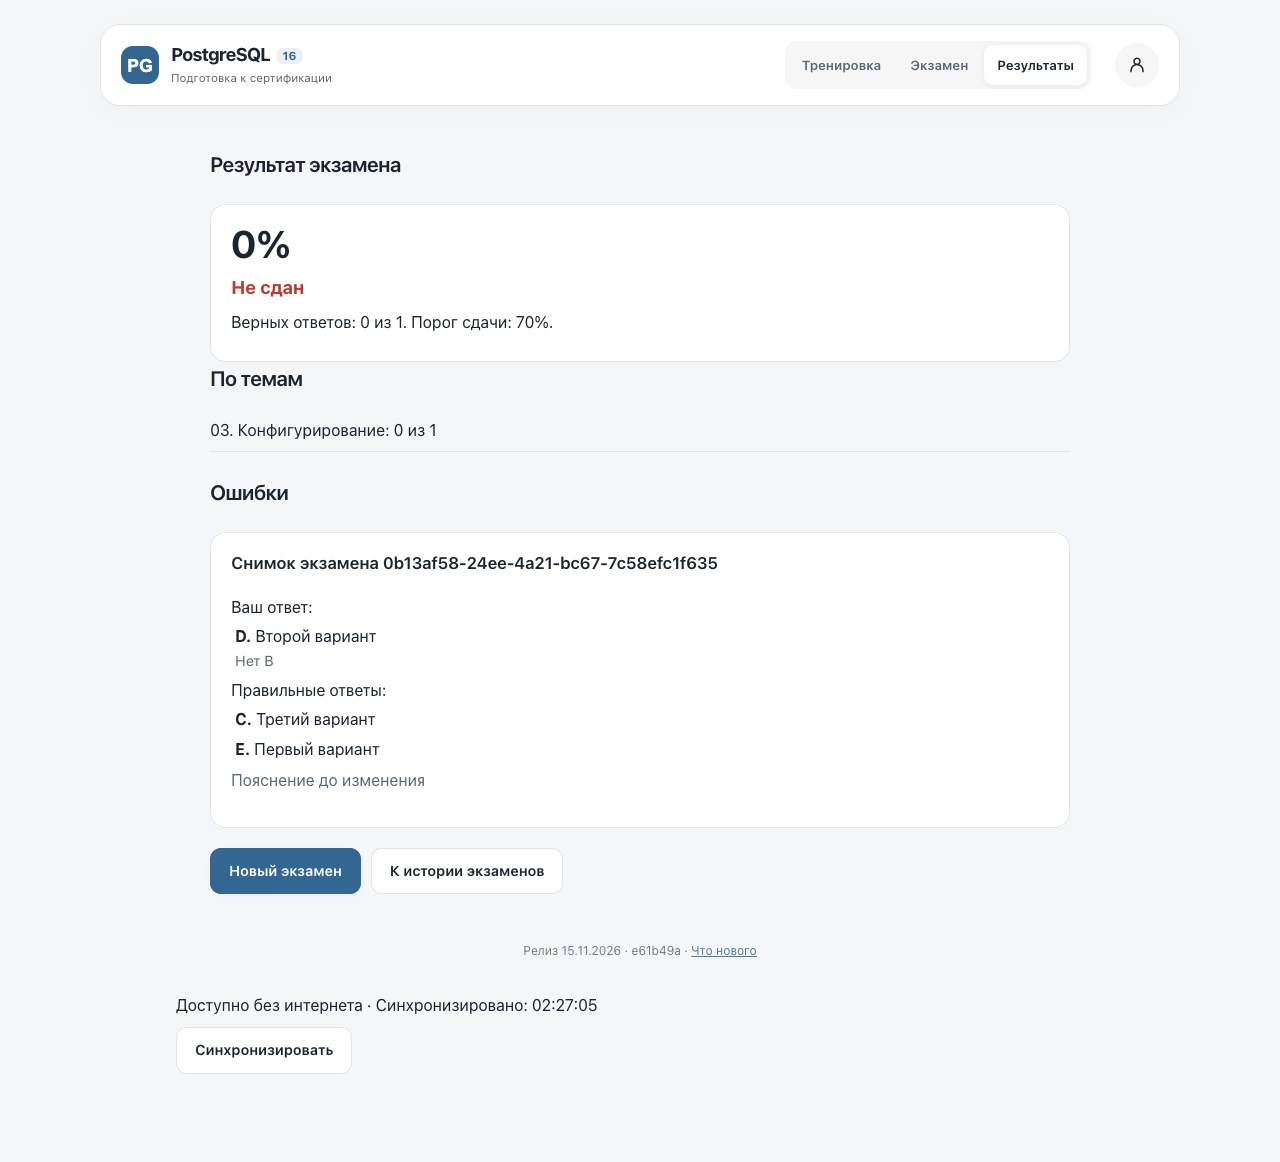 PG
PostgreSQL 16
Подготовка к сертификации
Тренировка
Экзамен
Результаты
Результат экзамена
0%
Не сдан
Верных ответов: 0 из 1. Порог сдачи: 70%.
По темам
03. Конфигурирование: 0 из 1
Ошибки
Снимок экзамена 0b13af58-24ee-4a21-bc67-7c58efc1f635
Ваш ответ:
D. Второй вариант
Нет B
Правильные ответы:
C. Третий вариант
E. Первый вариант
Пояснение до изменения
Новый экзамен
К истории экзаменов
Релиз 15.11.2026 · e61b49a · Что нового
Доступно без интернета · Синхронизировано: 02:27:05
Синхронизировать